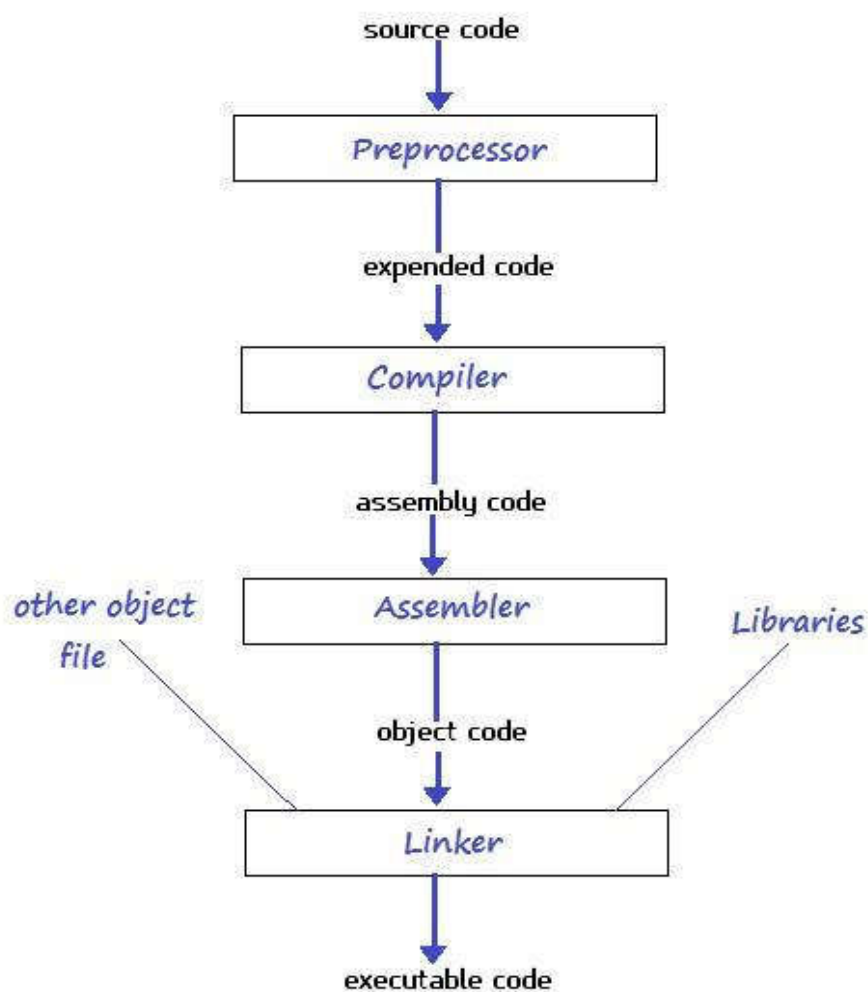 source code
Preprocessor
expended code
Compiler
assembly code
other object
file
Assembler
Libraries
object code
Linker
executable code